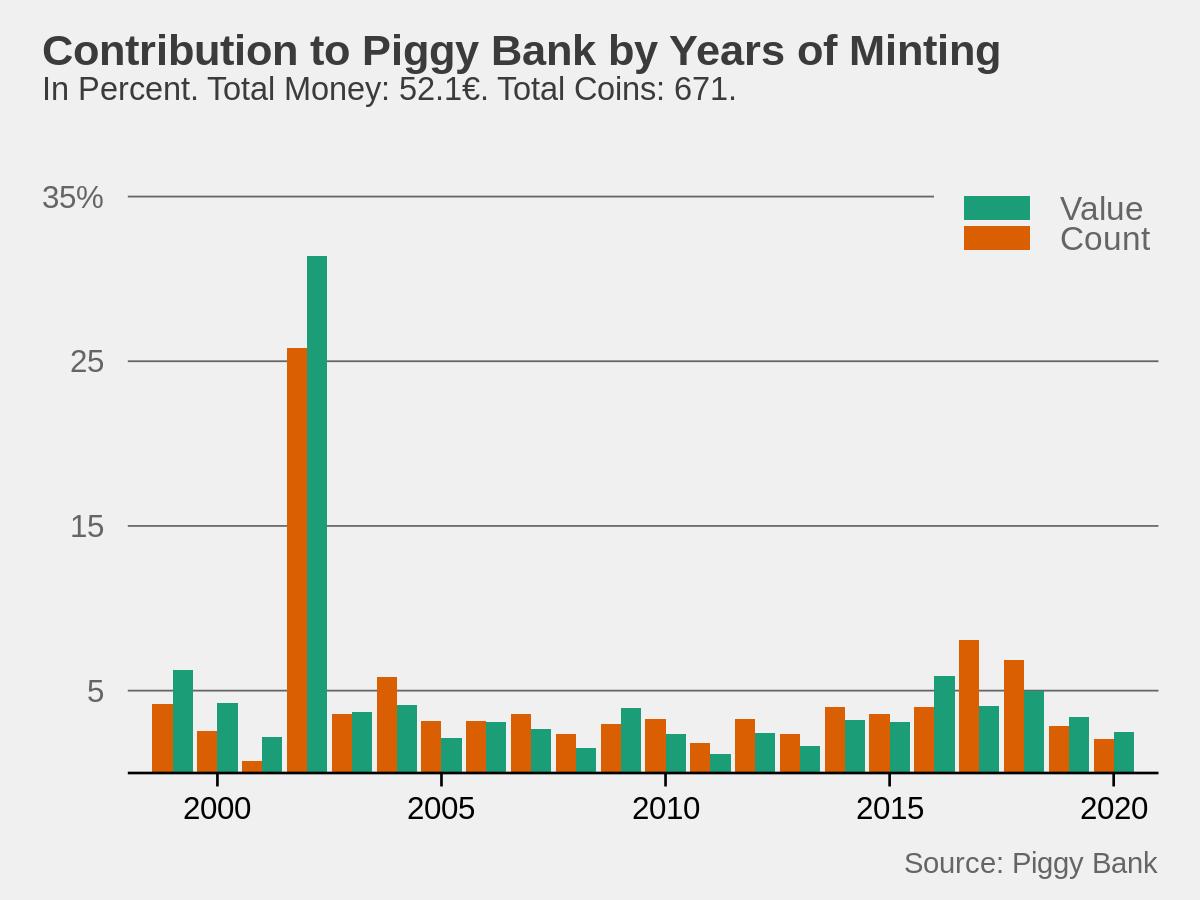 Contribution to Piggy Bank by Years of Minting
In Percent. Total Money: 52.1€. Total Coins: 671.
35%
Value
Count
25
15
5
2000 2005 2010 2015 2020
Source: Piggy Bank